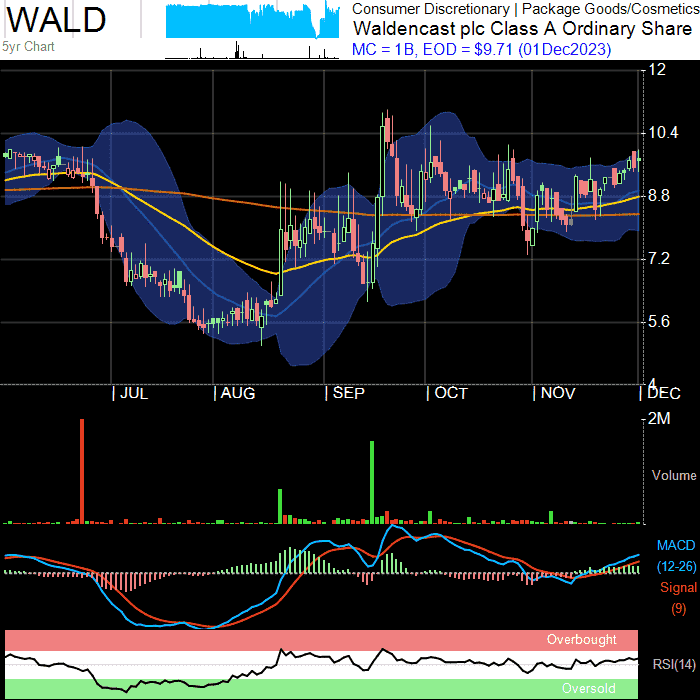 WALD
5yr Chart
Consumer Discretionary | Package Goods/Cosmetics
Waldencast plc Class A Ordinary Share
MC = 1B, EOD = $9.71 (01Dec2023)
12
10.4
8.8
7.2
5.6
4
JUL AUG SEP OCT NOV DEC
2M
Volume
MACD
(12-26)
Signal
(9)
Overbought
RSI(14)
Oversold